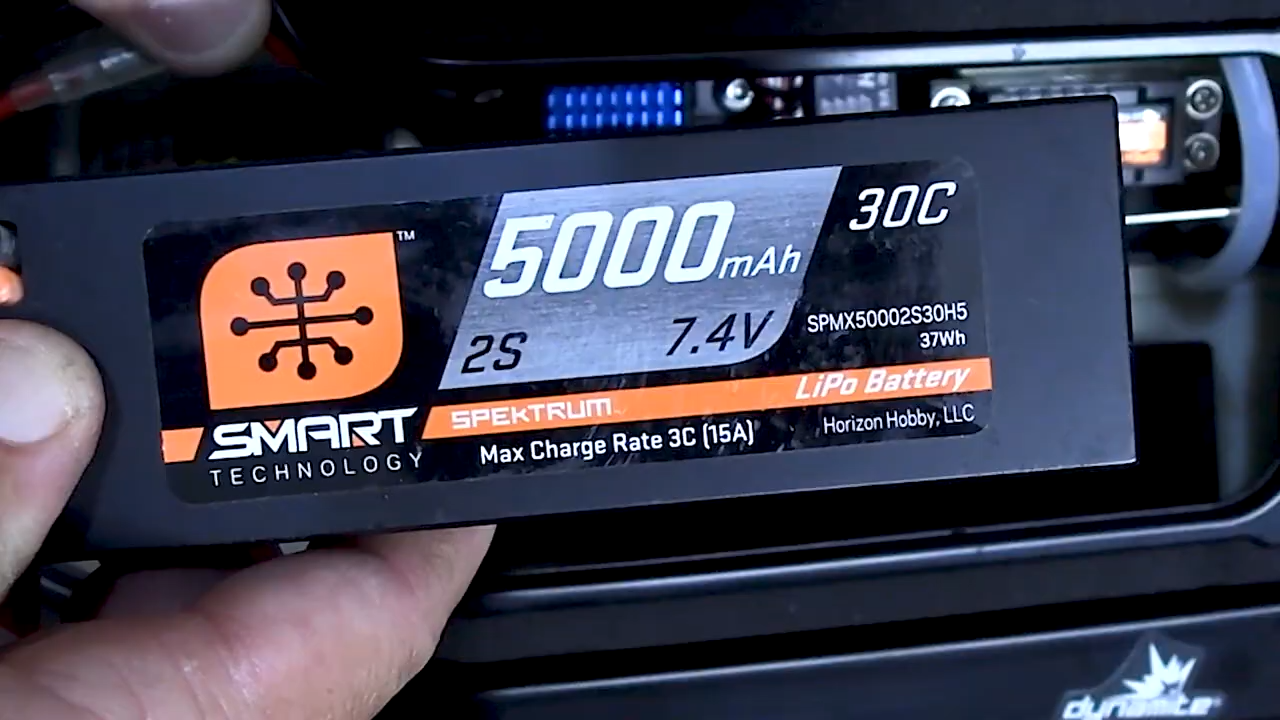 5000mAh
30C
2S
7.4V
SPMX50002S30H5
37Wh
SPEKTRUM
LiPo Battery
SMART
TECHNOLOGY
™
Max Charge Rate 3C (15A)
Horizon Hobby, LLC
dynamite